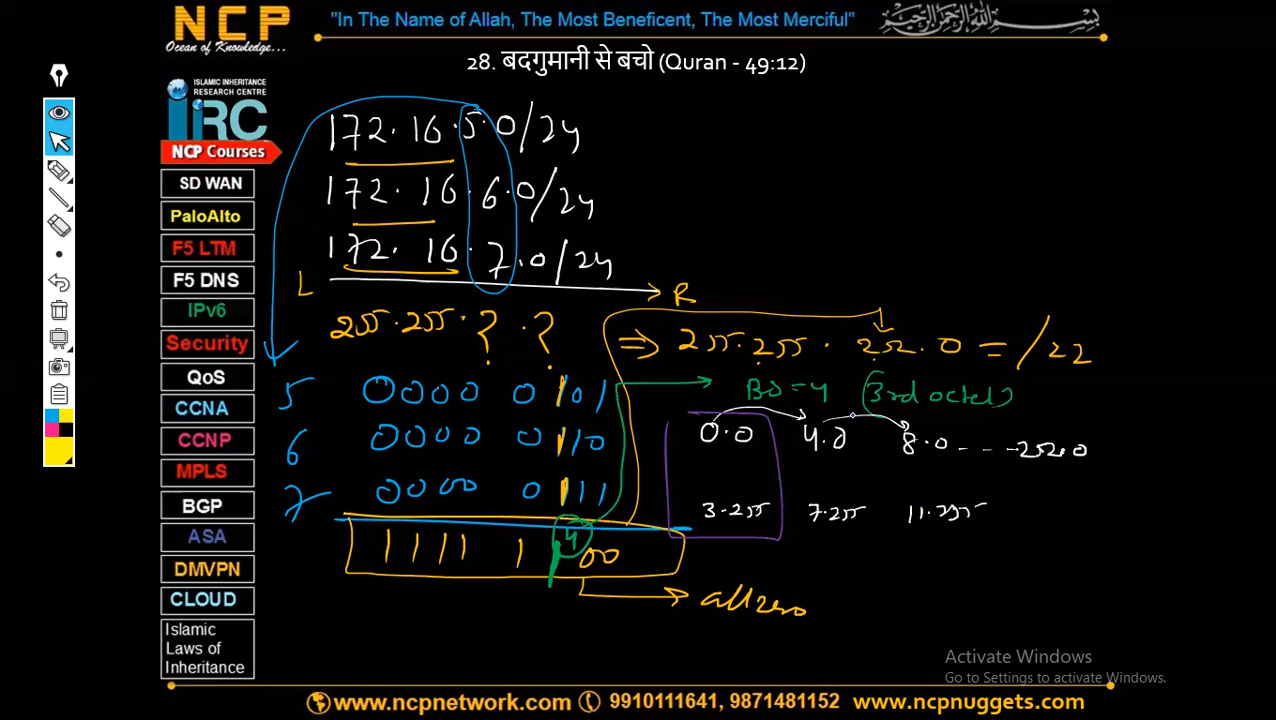 NCP
Ocean of Knowledge...
"In The Name of Allah, The Most Beneficent, The Most Merciful"
28. बदगुमानी से बचो (Quran - 49:12)
ISLAMIC INHERITANCE
RESEARCH CENTRE
iRC
NCP Courses
SD WAN
PaloAlto
F5 LTM
F5 DNS
IPv6
Security
QoS
CCNA
CCNP
MPLS
BGP
ASA
DMVPN
CLOUD
Islamic
Laws of
Inheritance
172.16.5.0/24
172.16.6.0/24
172.16.7.0/24
L R
255.255.?.? ⇒ 255.255.252.0 = /22
5 0000 0101 BS=4 (3rd octet)
6 0000 0110 0.0 4.0 8.0 - - - 252.0
7 0000 0111 3.255 7.255 11.255
1111 1 4 00
all zero
Activate Windows
Go to Settings to activate Windows.
www.ncpnetwork.com 9910111641, 9871481152 www.ncpnuggets.com